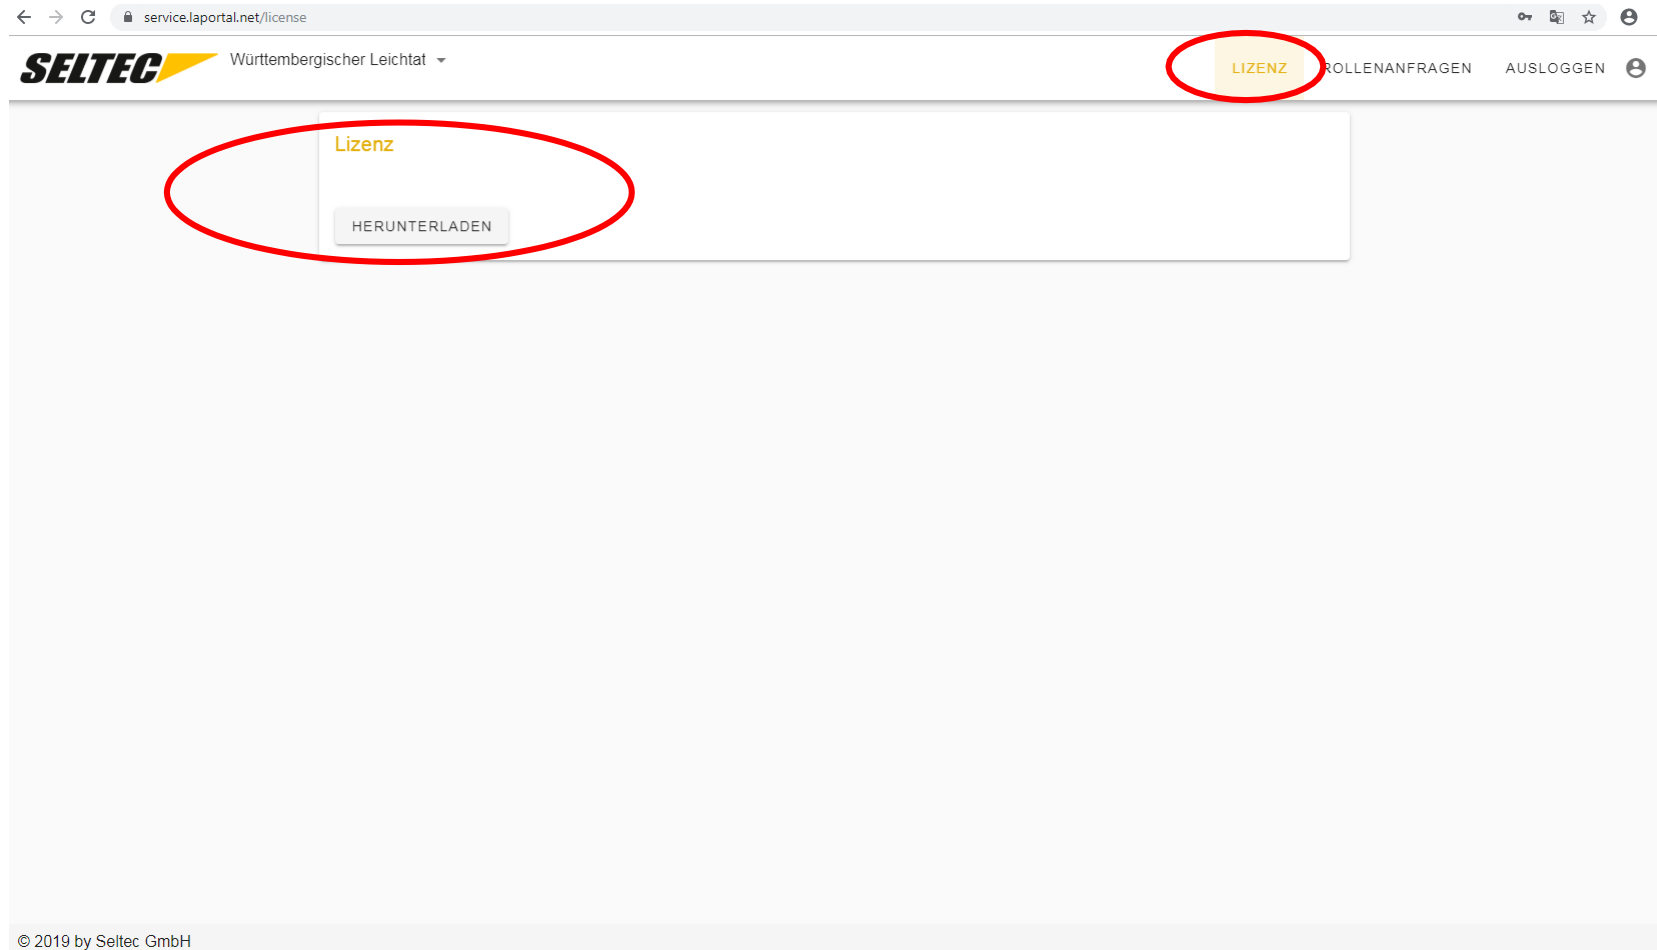 service.laportal.net/license
SELTEC
Württembergischer Leichtat
LIZENZ
ROLLENANFRAGEN
AUSLOGGEN
Lizenz
HERUNTERLADEN
© 2019 by Seltec GmbH